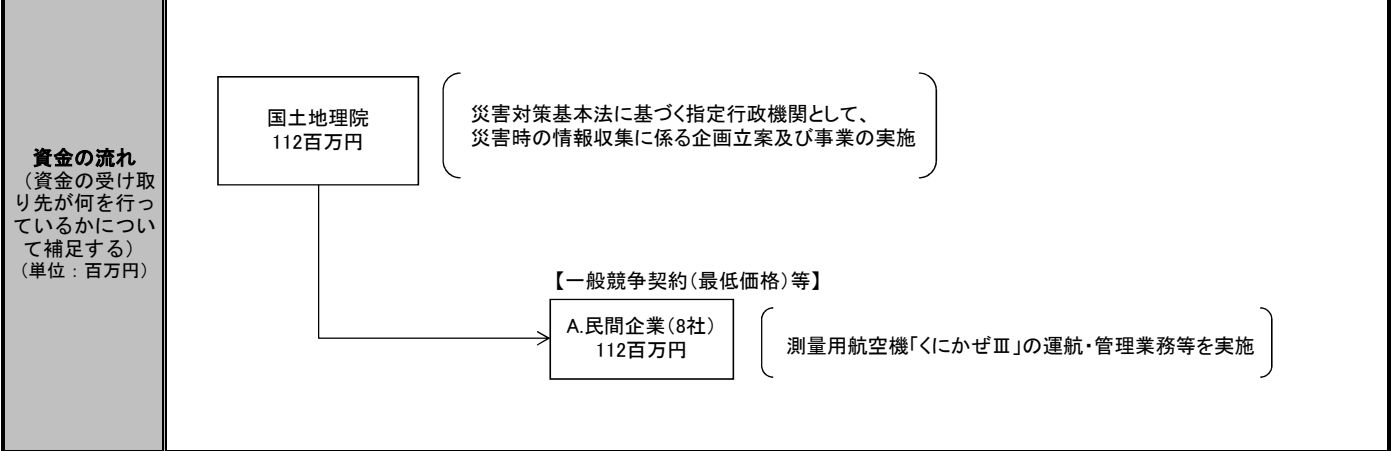 資金の流れ
(資金の受け取
り先が何を行っ
ているかについ
て補足する)
(単位：百万円)
国土地理院
112百万円
災害対策基本法に基づく指定行政機関として、
災害時の情報収集に係る企画立案及び事業の実施
【一般競争契約(最低価格)等】
A.民間企業(8社)
112百万円
測量用航空機「くにかぜⅢ」の運航・管理業務等を実施